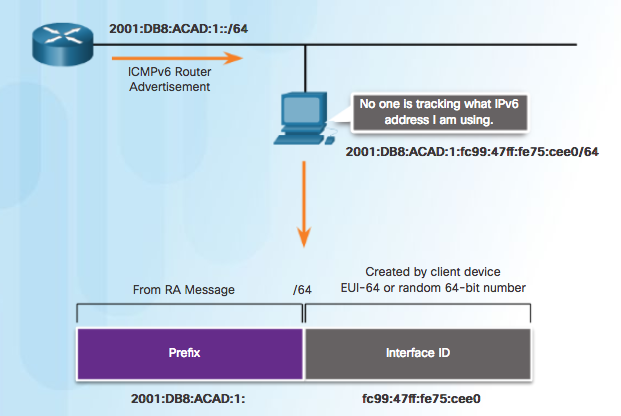 2001:DB8:ACAD:1::/64
ICMPv6 Router
Advertisement
No one is tracking what IPv6
address I am using.
2001:DB8:ACAD:1:fc99:47ff:fe75:cee0/64
Created by client device
From RA Message
/64
EUI-64 or random 64-bit number
Prefix
Interface ID
2001:DB8:ACAD:1:
fc99:47ff:fe75:cee0